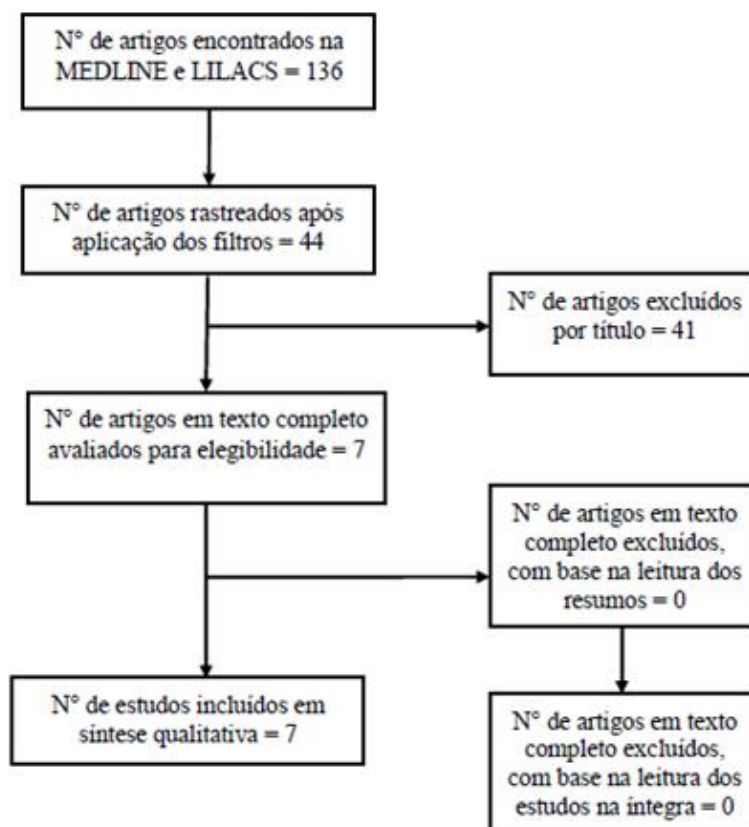 N° de artigos encontrados na
MEDLINE e LILACS = 136
N° de artigos rastreados após
aplicação dos filtros = 44
N° de artigos excluídos
por título = 41
N° de artigos em texto completo
avaliados para elegibilidade = 7
N° de artigos em texto
completo excluídos,
com base na leitura dos
resumos = 0
N° de estudos incluídos em
síntese qualitativa = 7
N° de artigos em texto
completo excluídos,
com base na leitura dos
estudos na íntegra = 0